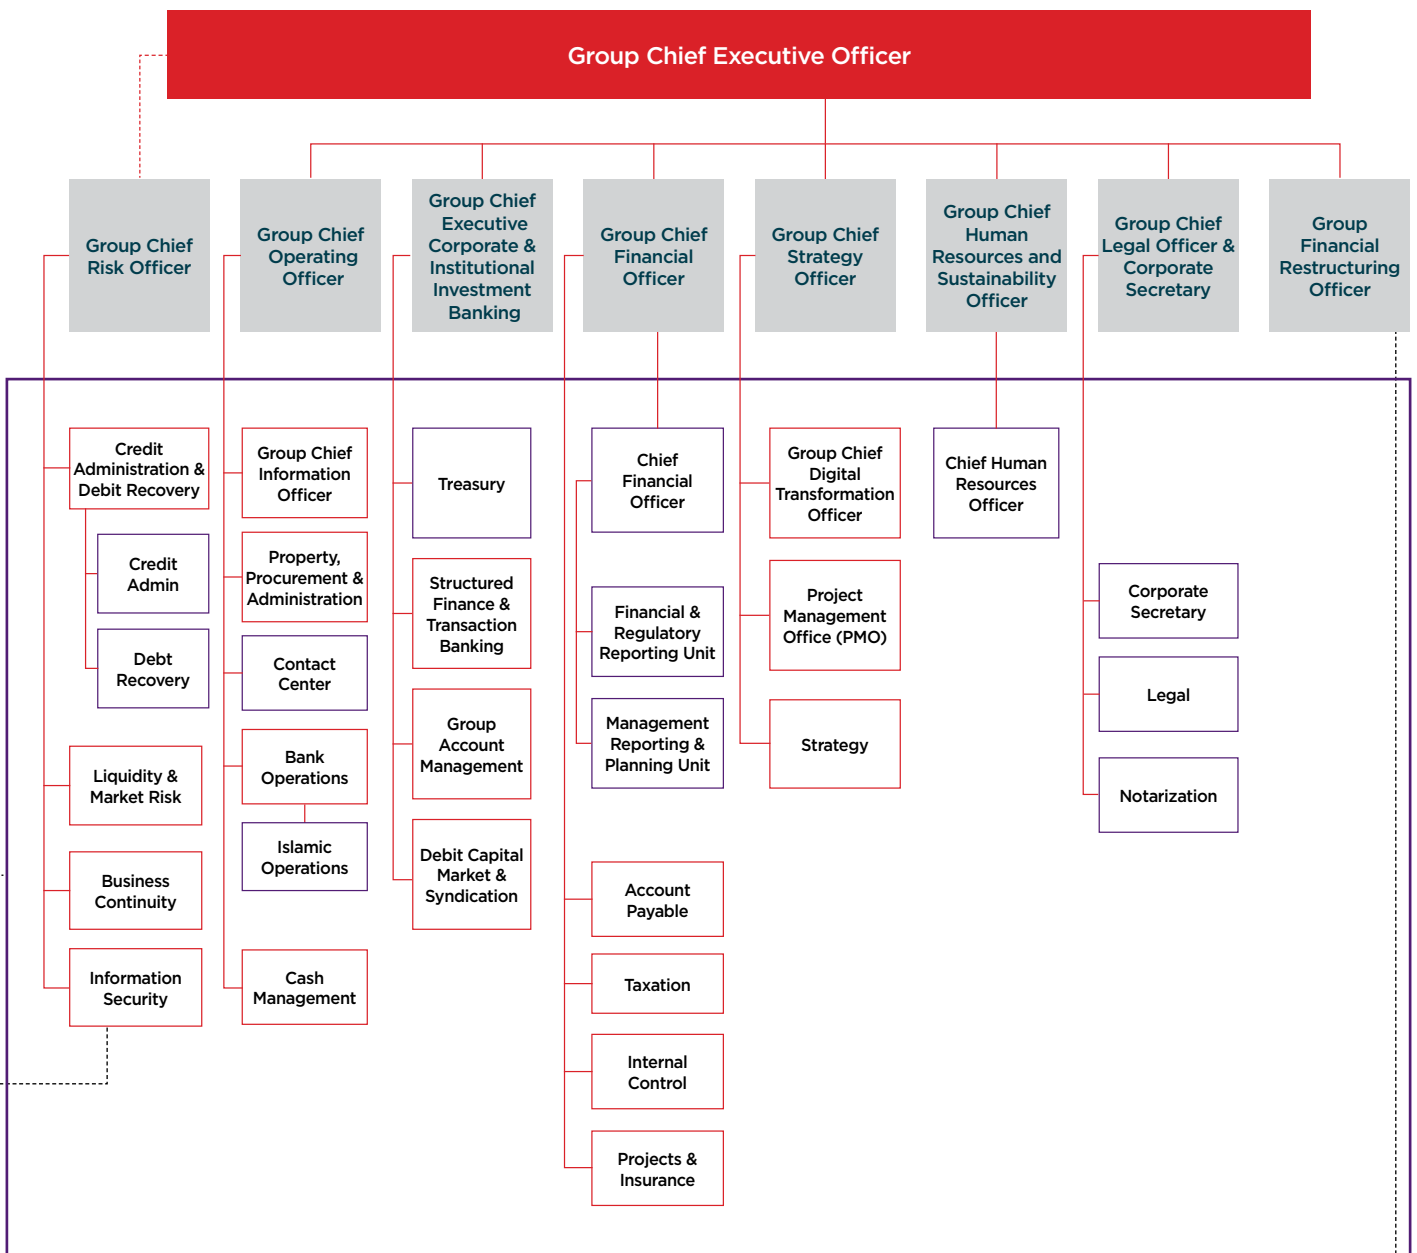 Group Chief Executive Officer
Group Chief
Risk Officer
Group Chief
Operating
Officer
Group Chief
Executive
Corporate &
Institutional
Investment
Banking
Group Chief
Financial
Officer
Group Chief
Strategy
Officer
Group Chief
Human
Resources and
Sustainability
Officer
Group Chief
Legal Officer &
Corporate
Secretary
Group
Financial
Restructuring
Officer
Credit
Administration &
Debit Recovery
Credit
Admin
Debt
Recovery
Liquidity &
Market Risk
Business
Continuity
Information
Security
Group Chief
Information
Officer
Property,
Procurement &
Administration
Contact
Center
Bank
Operations
Islamic
Operations
Cash
Management
Treasury
Structured
Finance &
Transaction
Banking
Group
Account
Management
Debit Capital
Market &
Syndication
Chief
Financial
Officer
Financial &
Regulatory
Reporting Unit
Management
Reporting &
Planning Unit
Account
Payable
Taxation
Internal
Control
Projects &
Insurance
Group Chief
Digital
Transformation
Officer
Project
Management
Office (PMO)
Strategy
Chief Human
Resources
Officer
Corporate
Secretary
Legal
Notarization